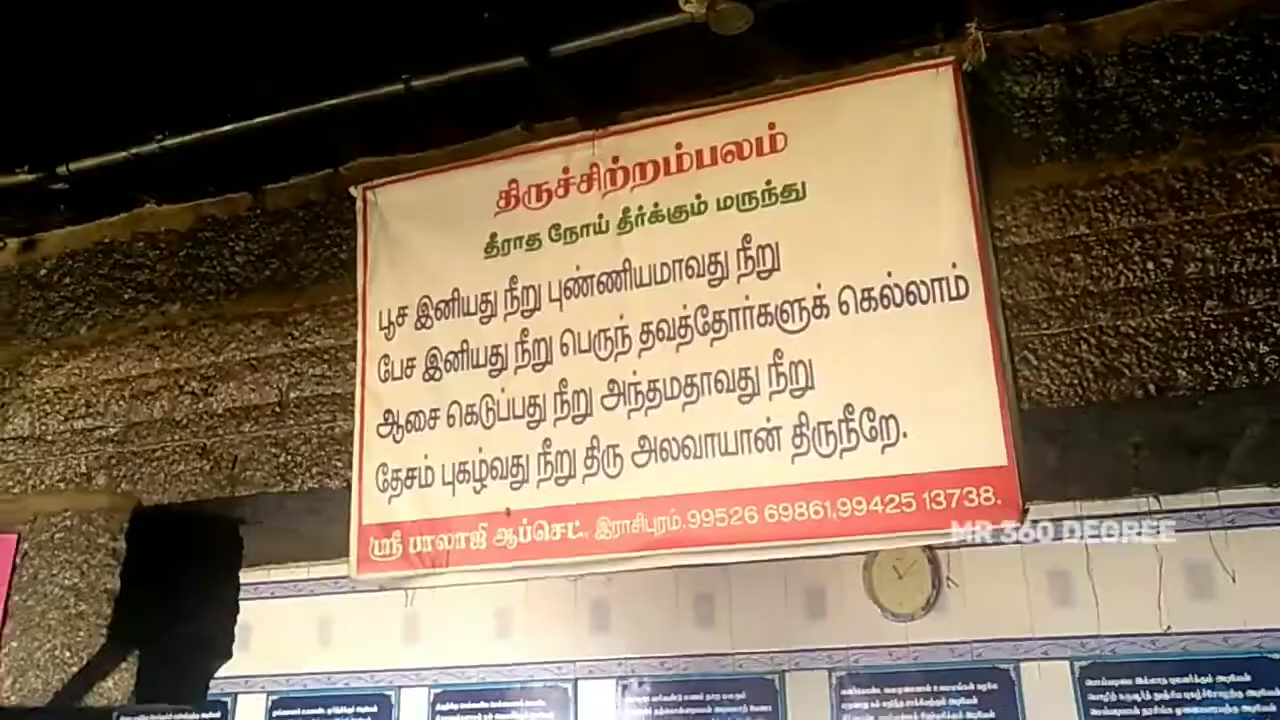 திருச்சிற்றம்பலம்
தீராத நோய் தீர்க்கும் மருந்து
பூச இனியது நீறு புண்ணியமாவது நீறு
பேச இனியது நீறு பெருந் தவத்தோர்களுக் கெல்லாம்
ஆசை கெடுப்பது நீறு அந்தமதாவது நீறு
தேசம் புகழ்வது நீறு திரு அலவாயான் திருநீறே.
ஸ்ரீ பாலாஜி ஆப்செட், இராசிபுரம்.99526 69861,99425 13738.
MR 360 DEGREE